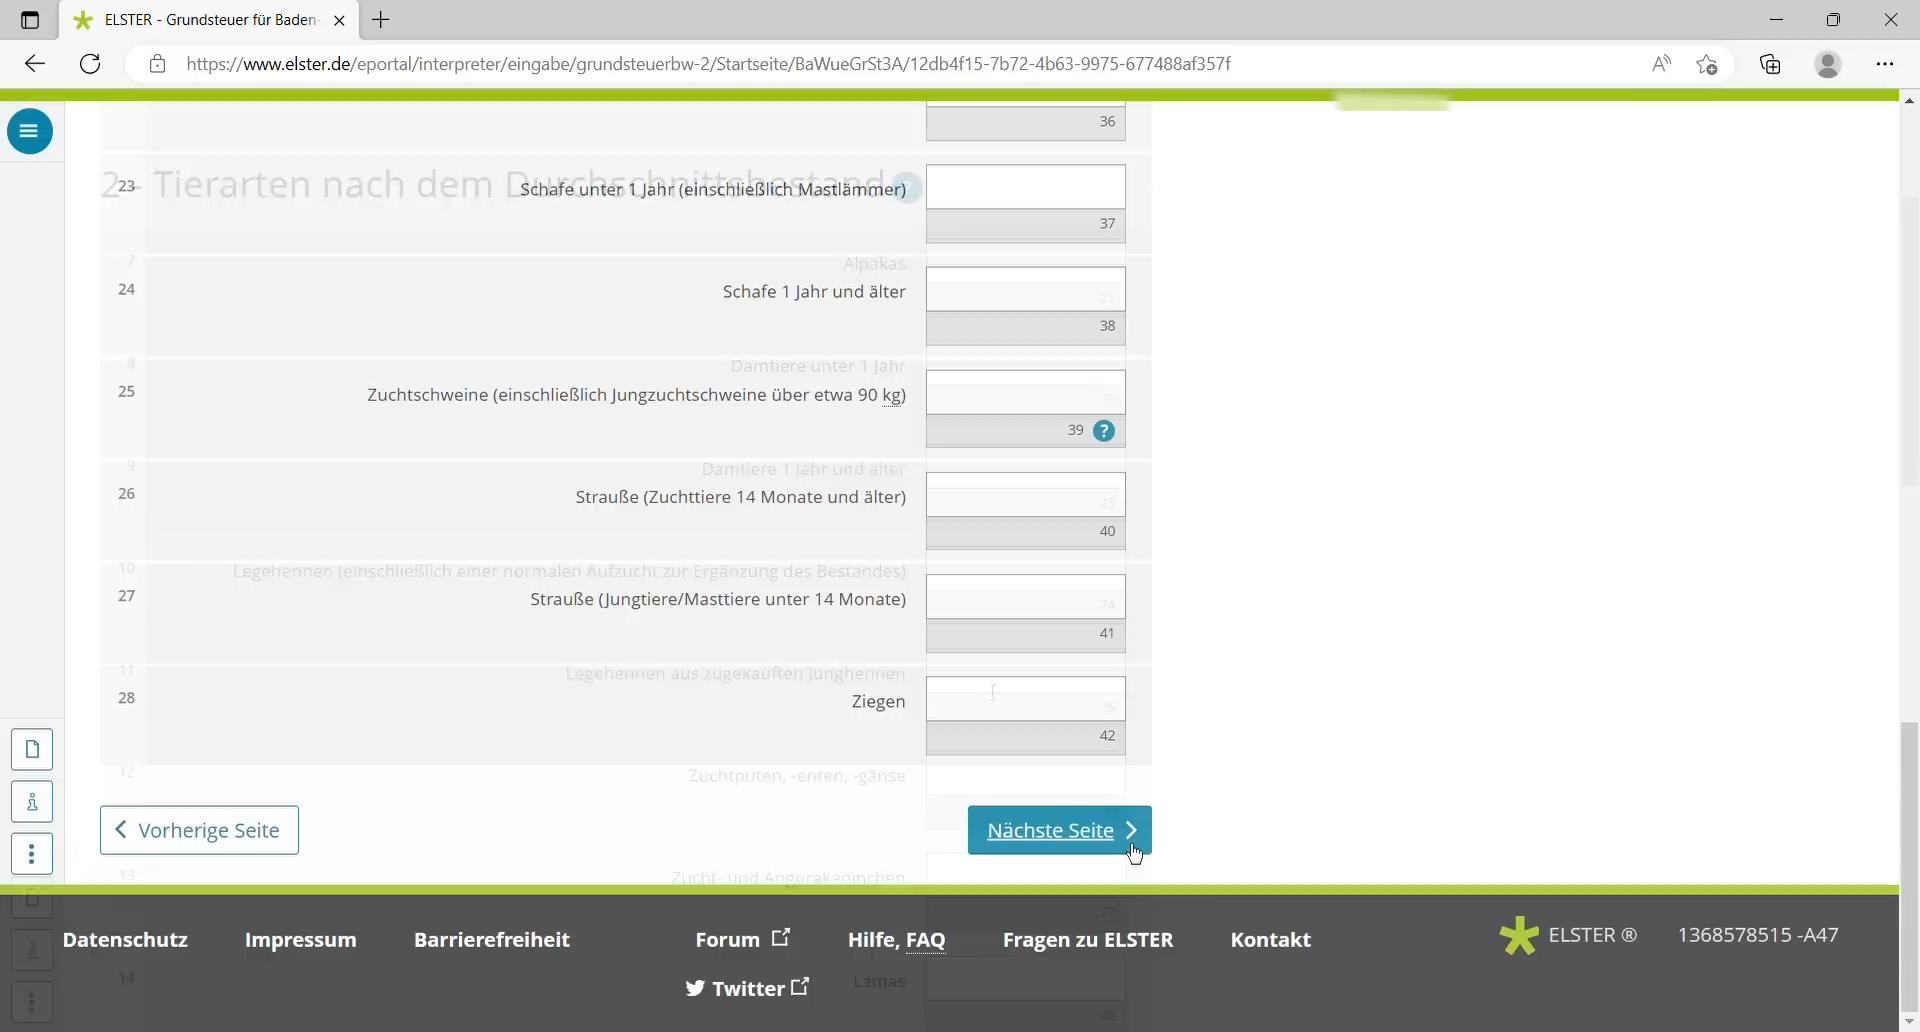 ELSTER - Grundsteuer für Baden-
https://www.elster.de/eportal/interpreter/eingabe/grundsteuerbw-2/Startseite/BaWueGrSt3A/12db4f15-7b72-4b63-9975-677488af357f
36
2 - Tierarten nach dem Durchschnittsbestand
23 Schafe unter 1 Jahr (einschließlich Mastlämmer)
37
7 Alpakas
24 Schafe 1 Jahr und älter
21
38
8 Damtiere unter 1 Jahr
25 Zuchtschweine (einschließlich Jungzuchtschweine über etwa 90 kg)
39 ?
9 Damtiere 1 Jahr und älter
26 Strauße (Zuchttiere 14 Monate und älter)
23
40
10 Legehennen (einschließlich einer normalen Aufzucht zur Ergänzung des Bestandes)
27 Strauße (Jungtiere/Masttiere unter 14 Monate)
24
41
11 Legehennen aus zugekauften Junghennen
28 Ziegen
25
42
12 Zuchtputen, -enten, -gänse
Vorherige Seite
Nächste Seite
13 Zucht- und Angorakaninchen
Datenschutz Impressum Barrierefreiheit Forum Hilfe, FAQ Fragen zu ELSTER Kontakt ELSTER ® 1368578515 -A47
14 Lamas
Twitter